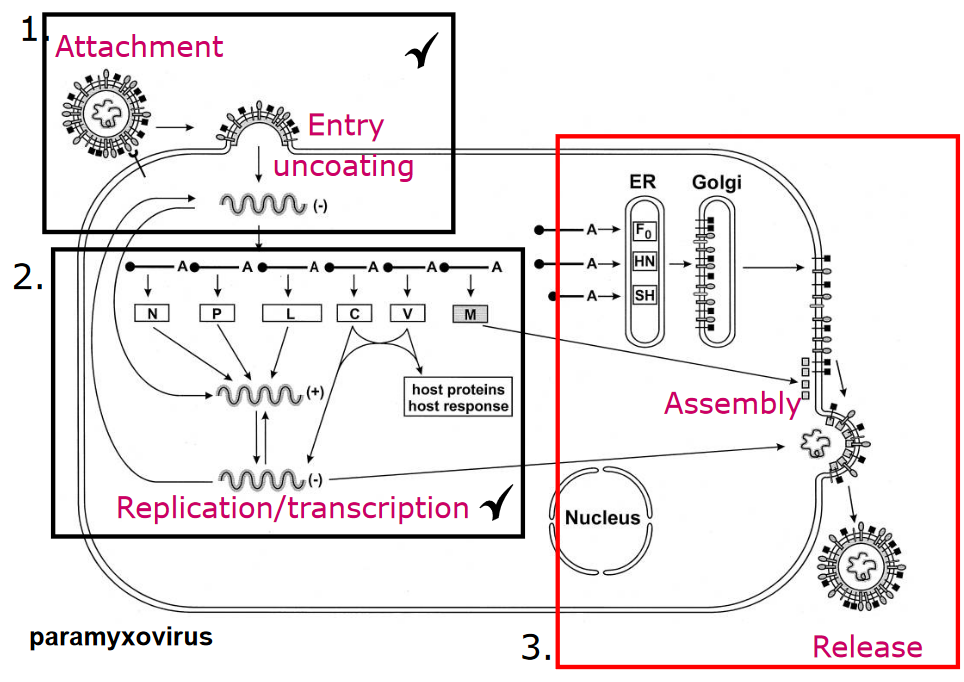 1.
Attachment
✓
Entry
uncoating
(-)
2.
A A A A A A
N P L C V M
(+)
host proteins
host response
(-)
Replication/transcription ✓
ER Golgi
A F0
A HN
A SH
Assembly
Nucleus
paramyxovirus
3.
Release